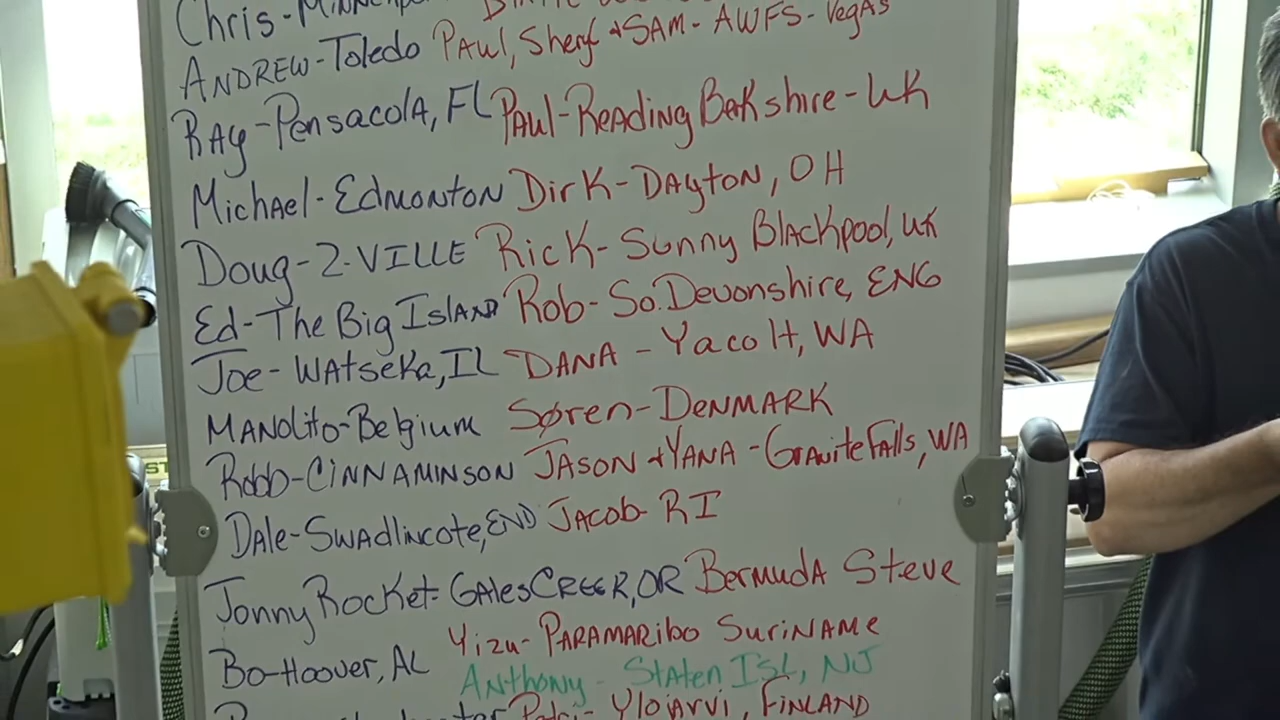 Chris - 
ANDREW - Toledo PAUL, Sherf + SAM - AWFS - Vegas
RAY - PensacolA, FL PAUL - REAding BeRKshire - UK
MichAel - EdmonTON DirK - DAyTON, OH
Doug - Z-VILLE RicK - Sunny BlAcKpool, UK
Ed - The Big IslAND Rob - So. Devonshire, ENG
Joe - WAtseKa, IL DANA - Yacolt, WA
MANOlito - Belgium Søren - DeNMARK
Robb - CiNNAMINSON JASON + YANA - GraniteFalls, WA
DAle - SwAdlincote, END JAcob - RI
Jonny RocKet - GAles CREEK, OR BermudA Steve
Bo - Hoover, AL Yizu - PARAMARibo SuriNAMe
ANthony - StAten Isl, NJ
Ylojarvi, FiNLAND